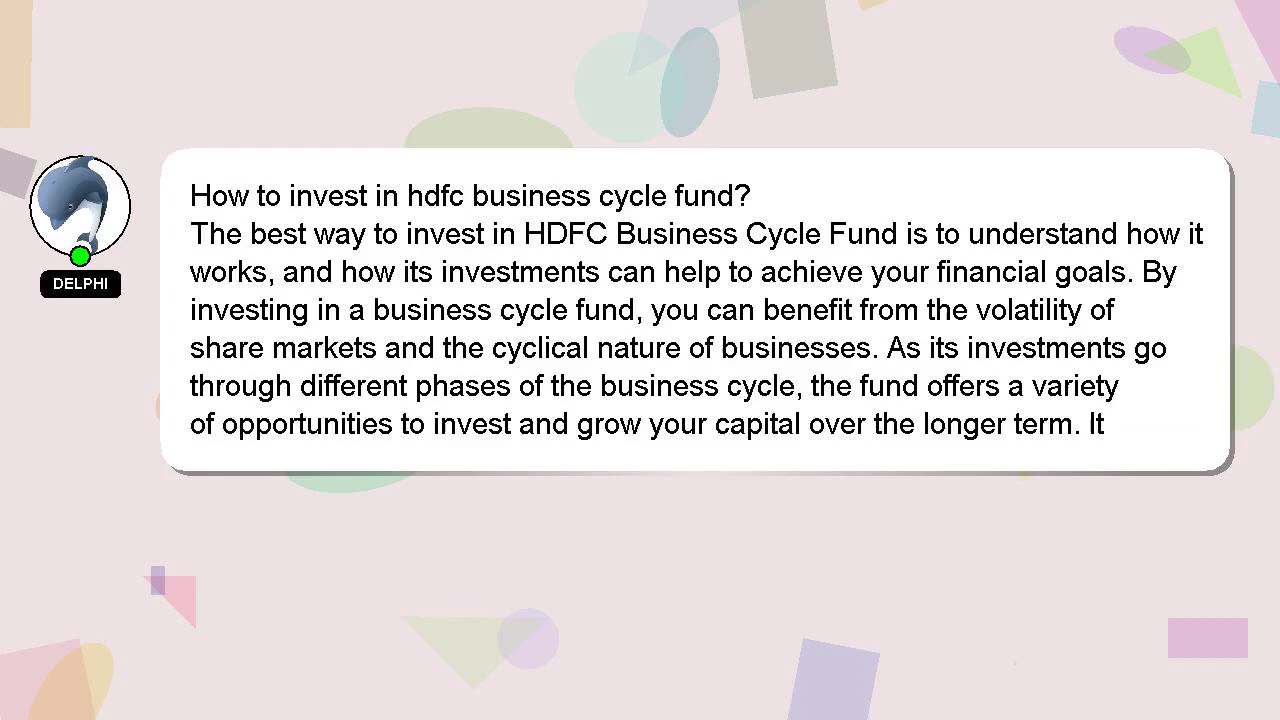 How to invest in hdfc business cycle fund?
The best way to invest in HDFC Business Cycle Fund is to understand how it
works, and how its investments can help to achieve your financial goals. By
investing in a business cycle fund, you can benefit from the volatility of
share markets and the cyclical nature of businesses. As its investments go
through different phases of the business cycle, the fund offers a variety
of opportunities to invest and grow your capital over the longer term. It
DELPHI